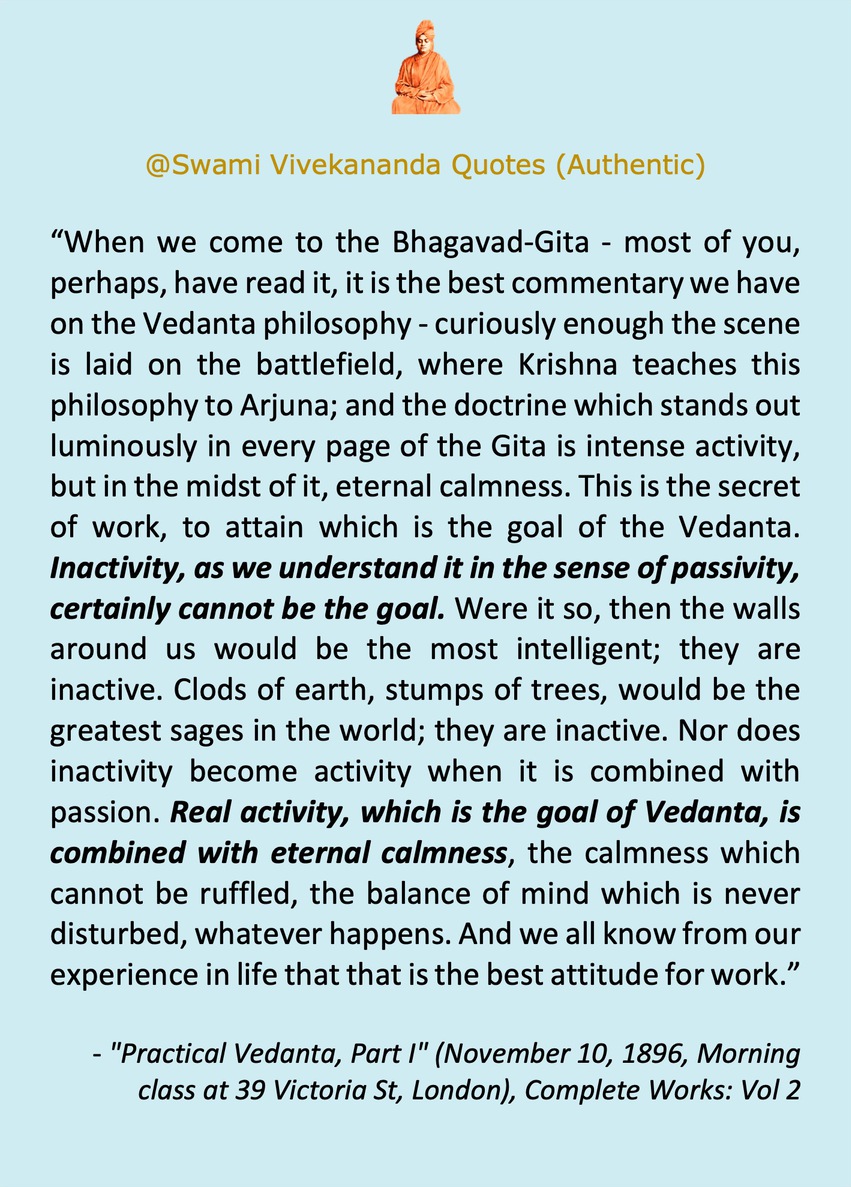 @Swami Vivekananda Quotes (Authentic)
“When we come to the Bhagavad-Gita - most of you,
perhaps, have read it, it is the best commentary we have
on the Vedanta philosophy - curiously enough the scene
is laid on the battlefield, where Krishna teaches this
philosophy to Arjuna; and the doctrine which stands out
luminously in every page of the Gita is intense activity,
but in the midst of it, eternal calmness. This is the secret
of work, to attain which is the goal of the Vedanta.
Inactivity, as we understand it in the sense of passivity,
certainly cannot be the goal. Were it so, then the walls
around us would be the most intelligent; they are
inactive. Clods of earth, stumps of trees, would be the
greatest sages in the world; they are inactive. Nor does
inactivity become activity when it is combined with
passion. Real activity, which is the goal of Vedanta, is
combined with eternal calmness, the calmness which
cannot be ruffled, the balance of mind which is never
disturbed, whatever happens. And we all know from our
experience in life that that is the best attitude for work.”
- "Practical Vedanta, Part I" (November 10, 1896, Morning
class at 39 Victoria St, London), Complete Works: Vol 2